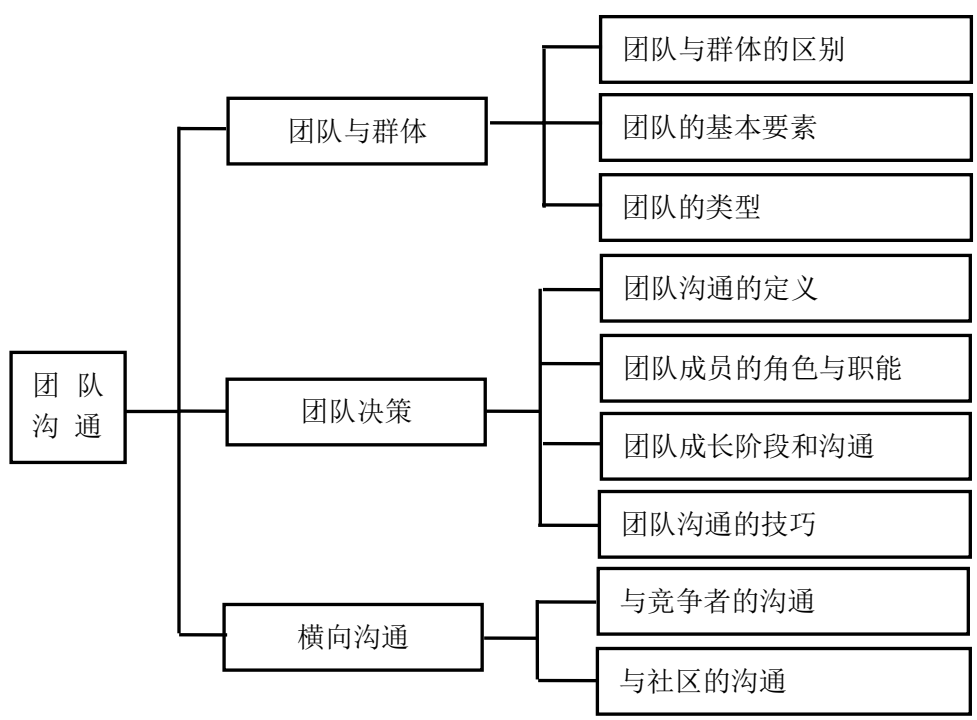 团队
沟通
团队与群体
团队与群体的区别
团队的基本要素
团队的类型
团队决策
团队沟通的定义
团队成员的角色与职能
团队成长阶段和沟通
团队沟通的技巧
横向沟通
与竞争者的沟通
与社区的沟通